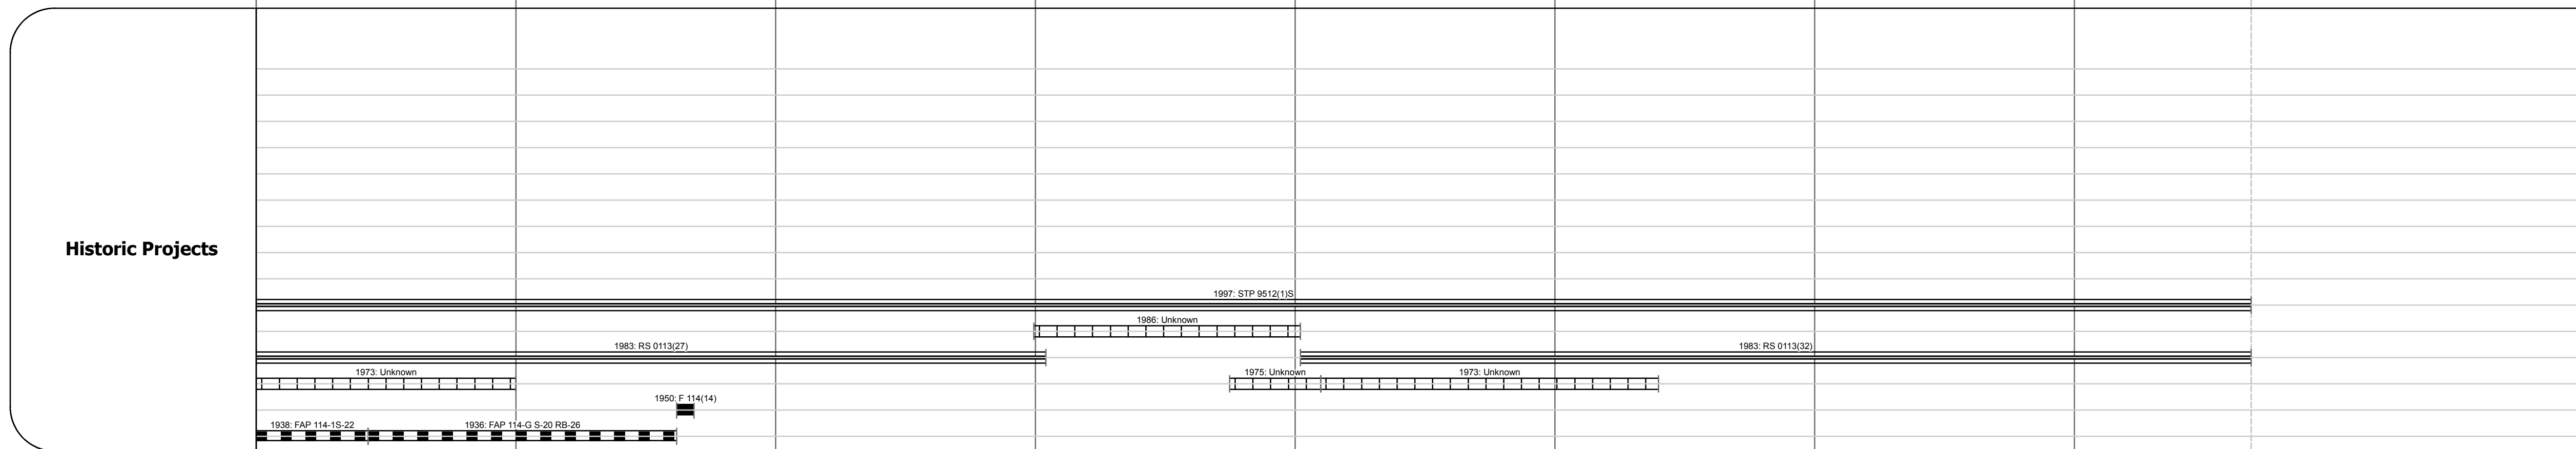 Historic Projects
1997: STP 9512(1)S
1986: Unknown
1983: RS 0113(27)
1983: RS 0113(32)
1973: Unknown
1975: Unknown
1973: Unknown
1950: F 114(14)
1938: FAP 114-1S-22
1936: FAP 114-G S-20 RB-26